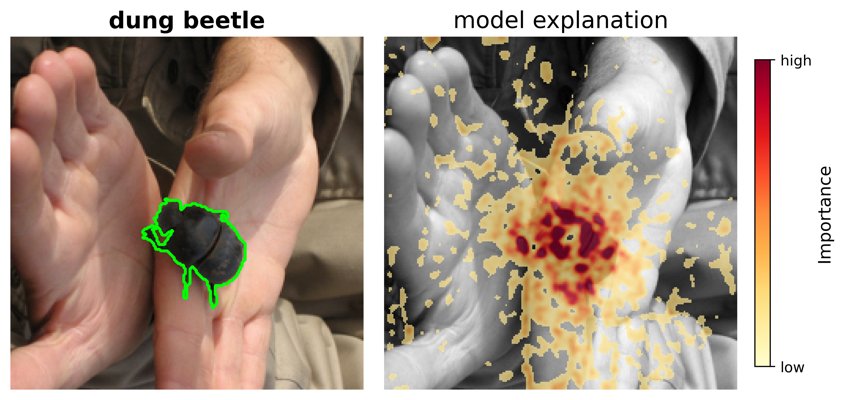 dung beetle
model explanation
high
Importance
low